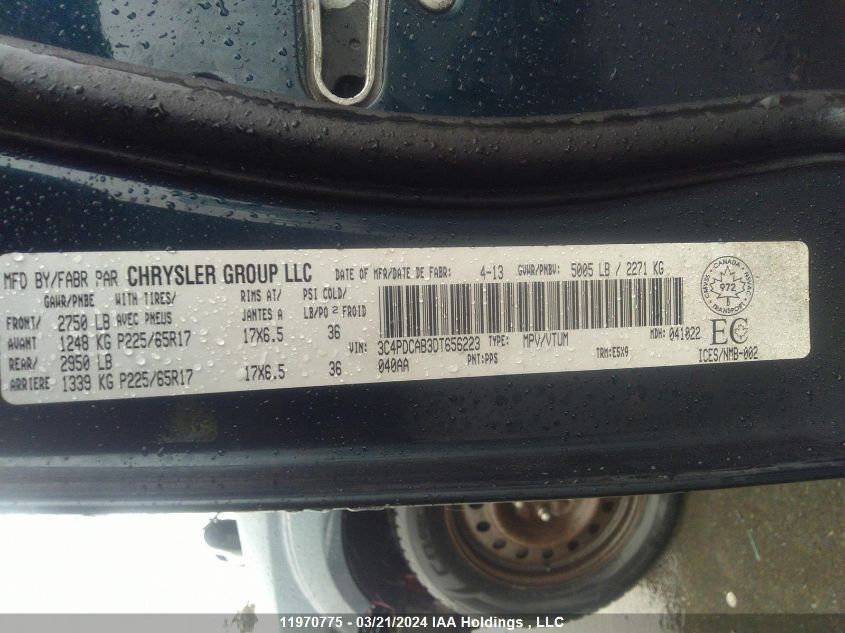 MFD BY/FABR PAR CHRYSLER GROUP LLC DATE OF MFR/DATE DE FABR: 4-13 GVWR/PNBV: 5005 LB / 2271 KG
GAWR/PNBE WITH TIRES/ RIMS AT/ PSI COLD/
FRONT/ 2750 LB AVEC PNEUS JANTES A LB/PO² FROID
AVANT 1248 KG P225/65R17 17X6.5 36
REAR/ 2950 LB
ARRIERE 1339 KG P225/65R17 17X6.5 36
VIN: 3C4PDCAB3DT656223 TYPE: MPV/VTUM MDH: 041022
040AA PNT:PPS TRM:E5X9
CANADA
CMVSS NSVAC
972
TRANSPORT
EC
ICES/NMB-002
11970775 - 03/21/2024 IAA Holdings , LLC